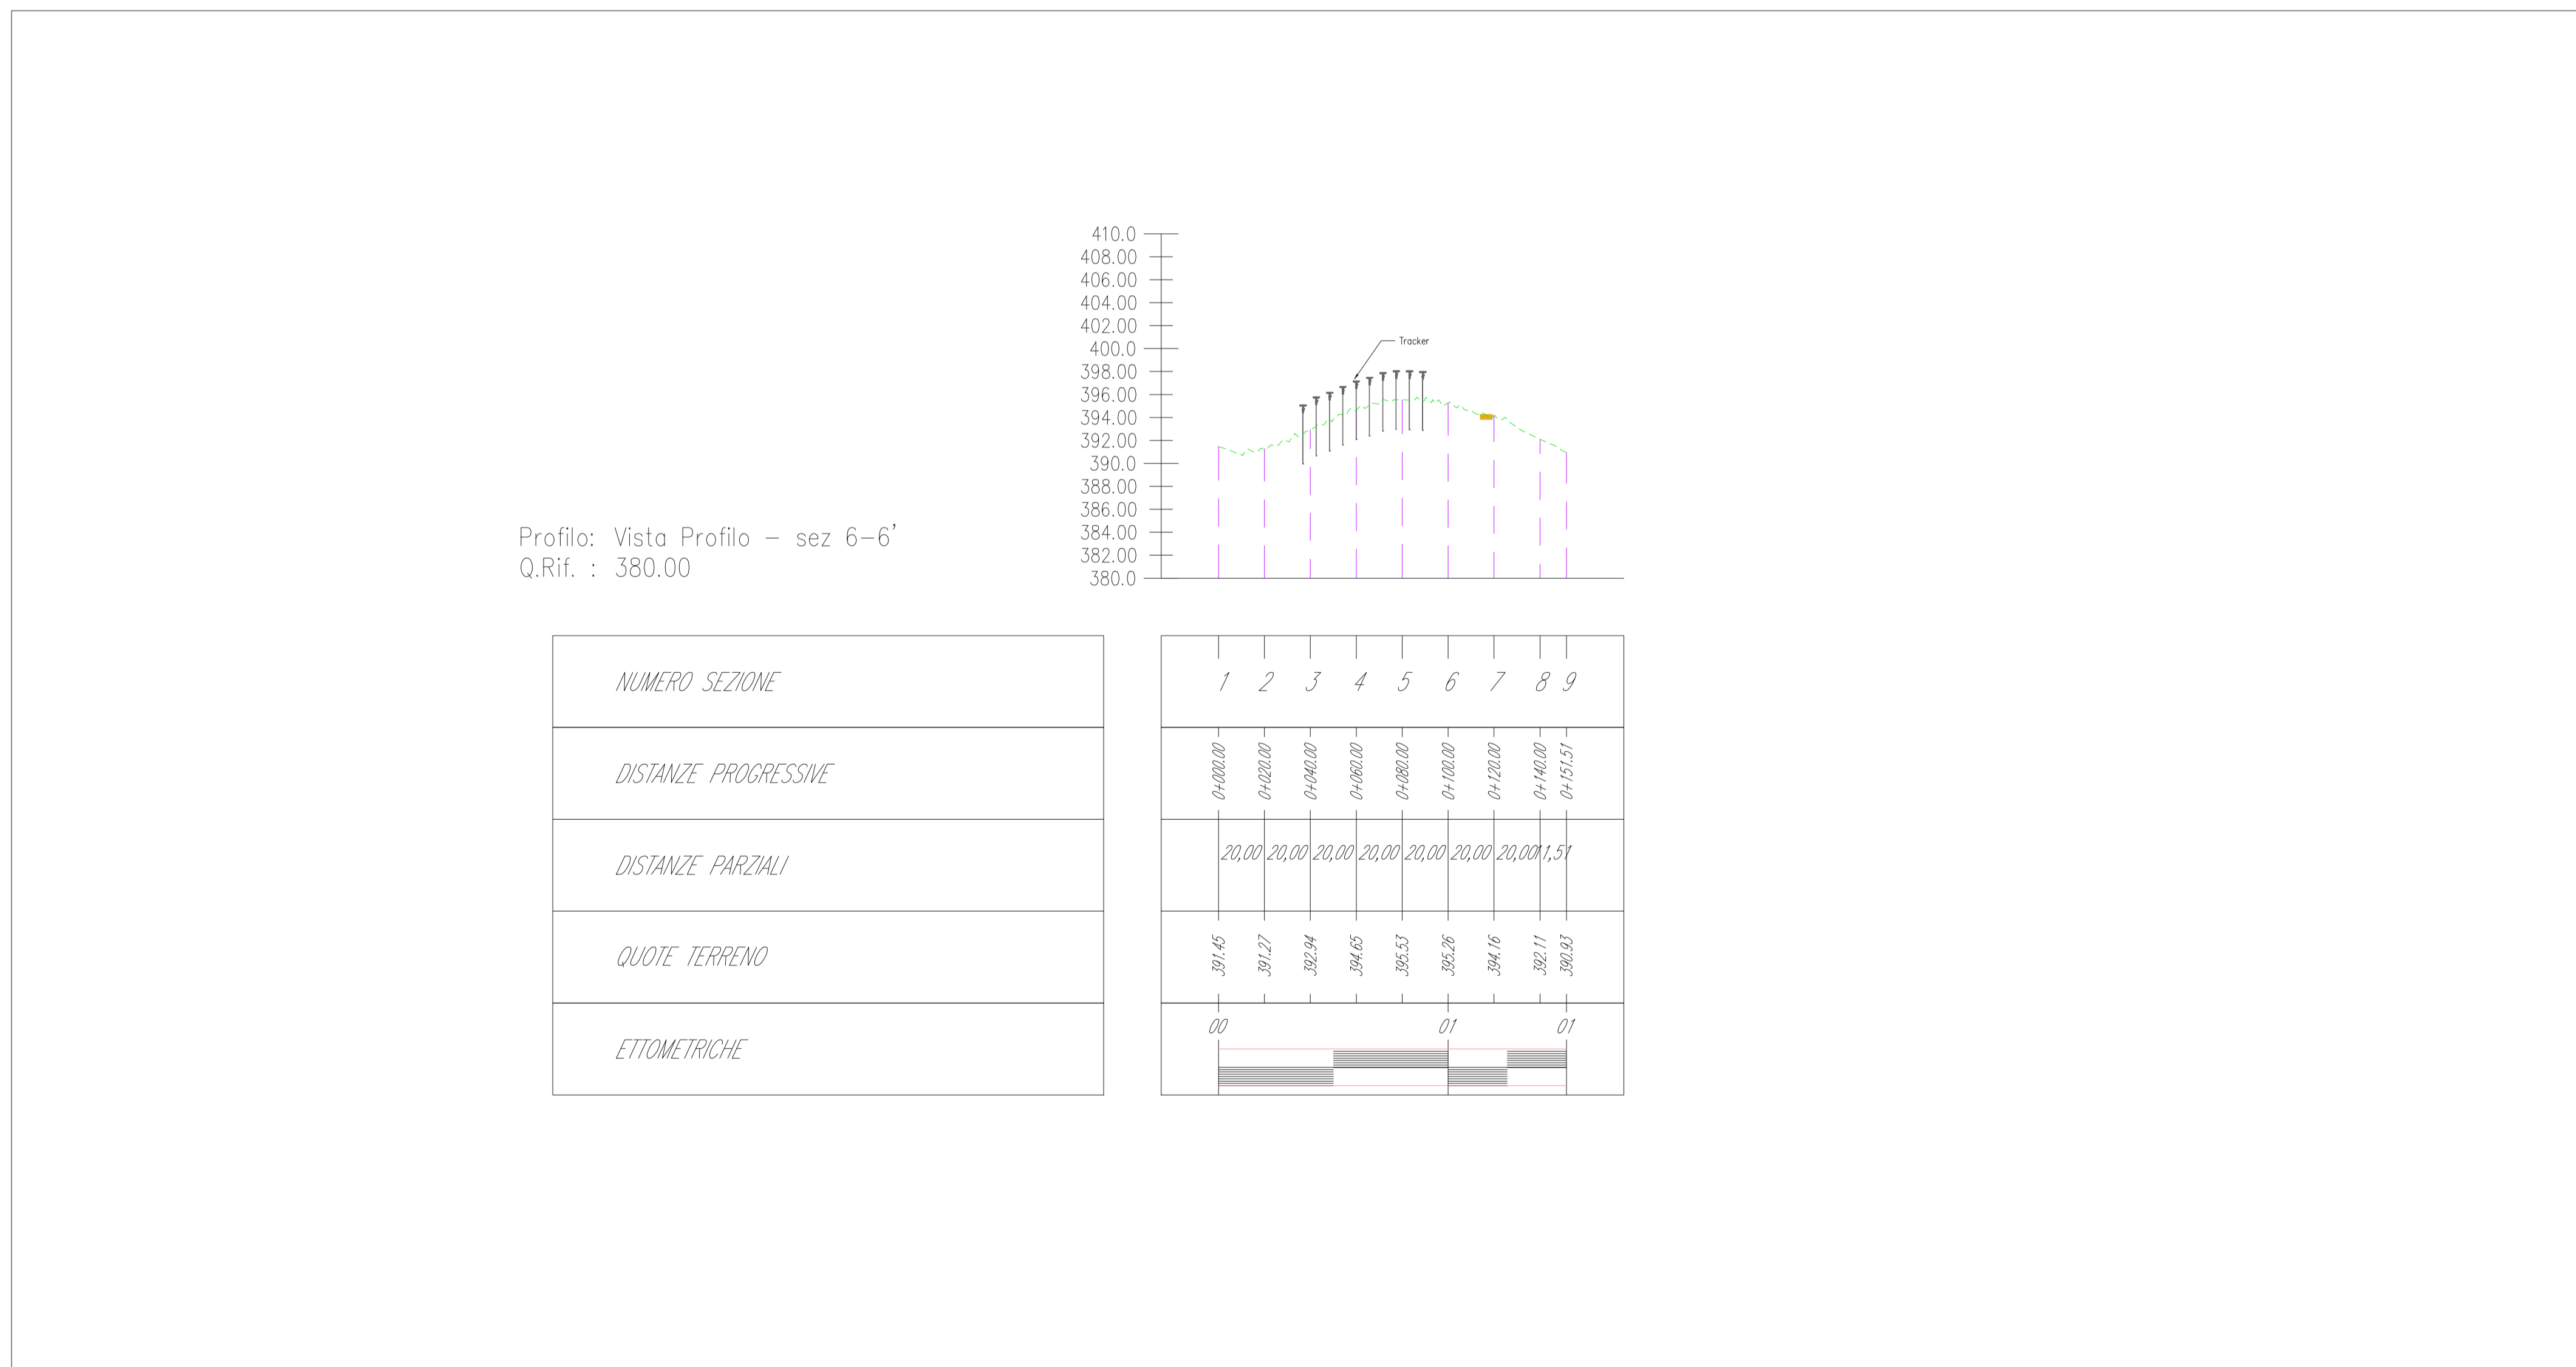 410.0
408.00
406.00
404.00
402.00
400.0
398.00
396.00
394.00
392.00
390.0
388.00
386.00
384.00
382.00
380.0
Tracker
Profilo: Vista Profilo - sez 6-6'
Q.Rif. : 380.00
NUMERO SEZIONE 1 2 3 4 5 6 7 8 9
DISTANZE PROGRESSIVE 0+000.00 0+020.00 0+040.00 0+060.00 0+080.00 0+100.00 0+120.00 0+140.00 0+151.51
DISTANZE PARZIALI 20,00 20,00 20,00 20,00 20,00 20,00 20,00 11,51
QUOTE TERRENO 391.45 391.27 392.94 394.65 395.53 395.26 394.16 392.11 390.93
ETTOMETRICHE 00 01 01